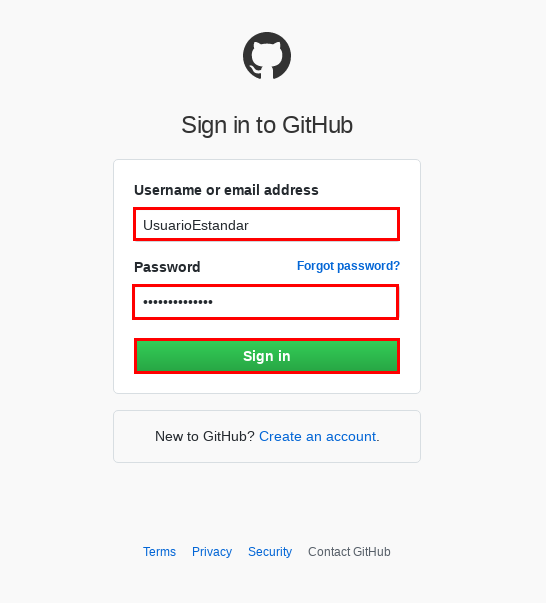 Sign in to GitHub
Username or email address
UsuarioEstandar
Password Forgot password?
••••••••••••••
Sign in
New to GitHub? Create an account.
Terms Privacy Security Contact GitHub